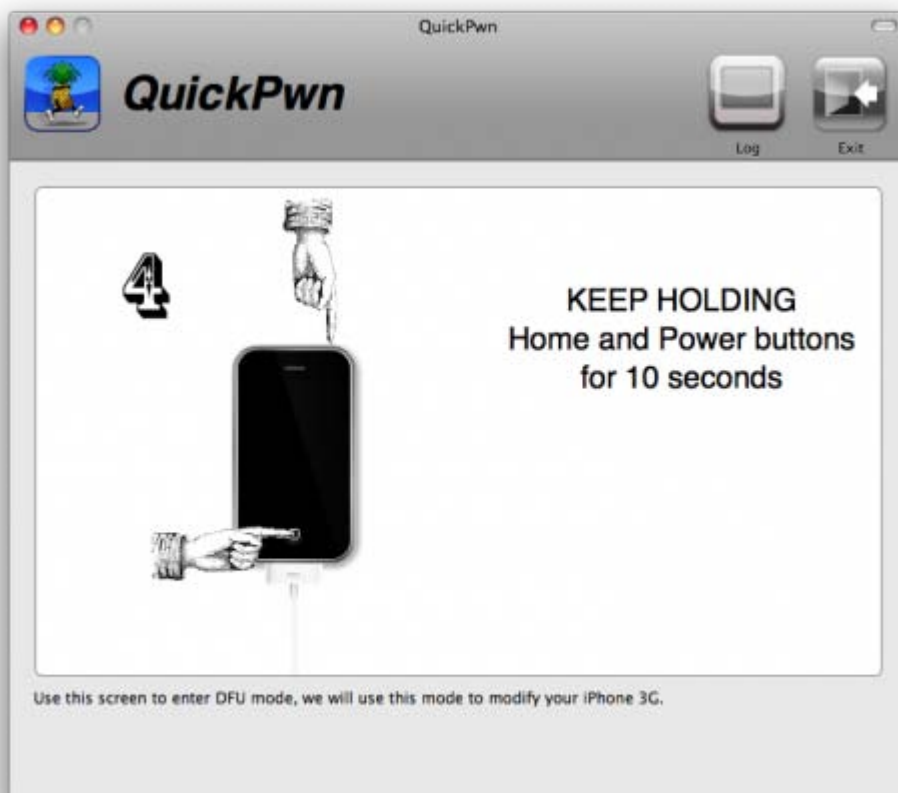 QuickPwn
QuickPwn
Log
Exit
4
KEEP HOLDING
Home and Power buttons
for 10 seconds
Use this screen to enter DFU mode, we will use this mode to modify your iPhone 3G.